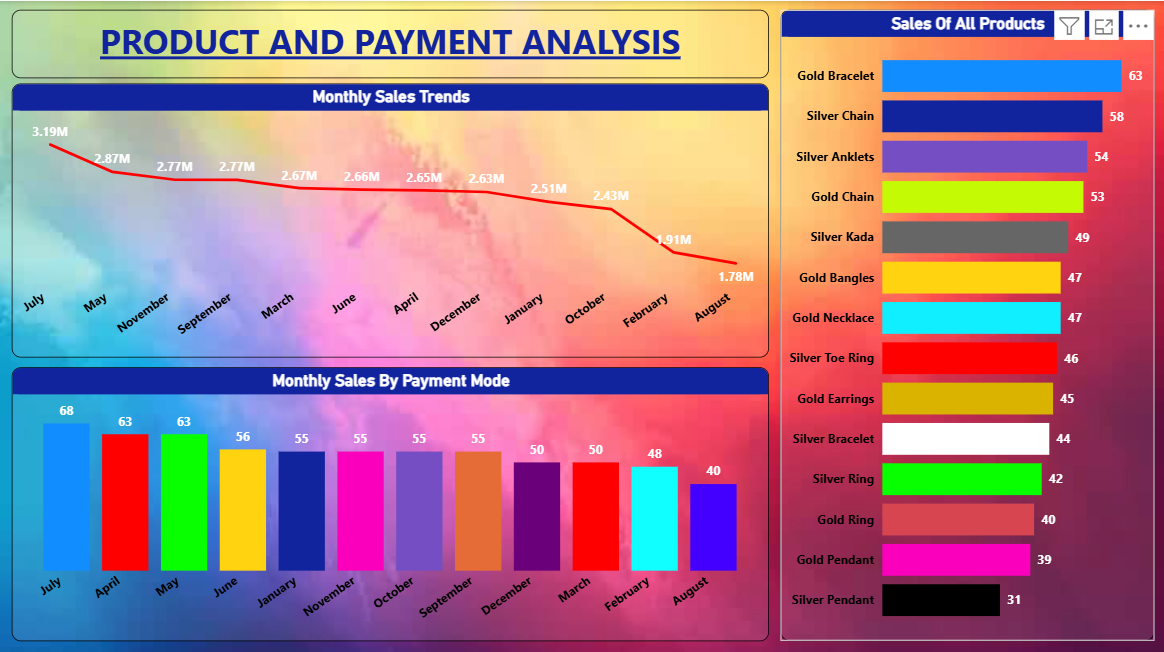 PRODUCT AND PAYMENT ANALYSIS
Monthly Sales Trends
3.19M
2.87M
2.77M
2.77M
2.67M
2.66M
2.65M
2.63M
2.51M
2.43M
1.91M
1.78M
July
May
November
September
March
June
April
December
January
October
February
August
Monthly Sales By Payment Mode
68
63
63
56
55
55
55
55
50
50
48
40
July
April
May
June
January
November
October
September
December
March
February
August
Sales Of All Products
Gold Bracelet 63
Silver Chain 58
Silver Anklets 54
Gold Chain 53
Silver Kada 49
Gold Bangles 47
Gold Necklace 47
Silver Toe Ring 46
Gold Earrings 45
Silver Bracelet 44
Silver Ring 42
Gold Ring 40
Gold Pendant 39
Silver Pendant 31